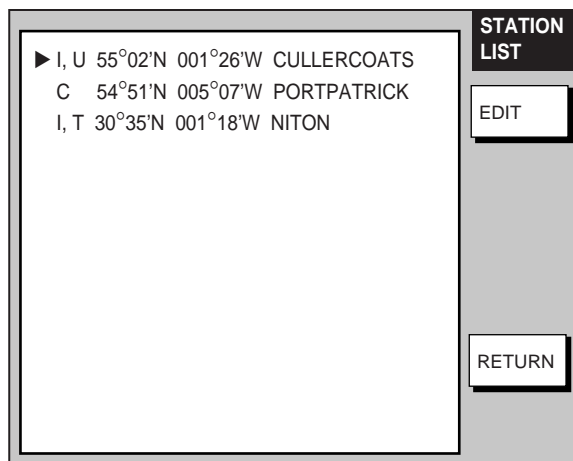 STATION
LIST
▶ I, U 55°02'N 001°26'W CULLERCOATS
C 54°51'N 005°07'W PORTPATRICK
I, T 30°35'N 001°18'W NITON
EDIT
RETURN